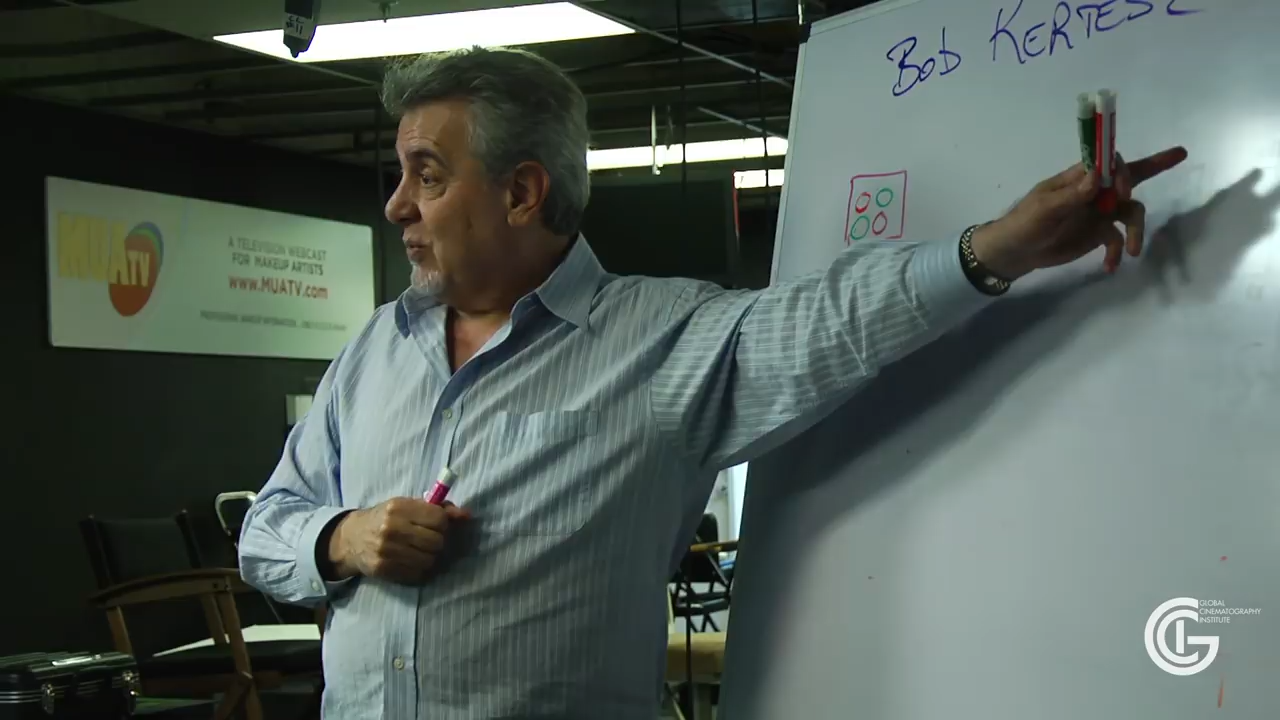 BOB KERTESZ
MUATV
A TELEVISION WEBCAST
FOR MAKEUP ARTISTS
www.MUATV.com
GLOBAL
CINEMATOGRAPHY
INSTITUTE